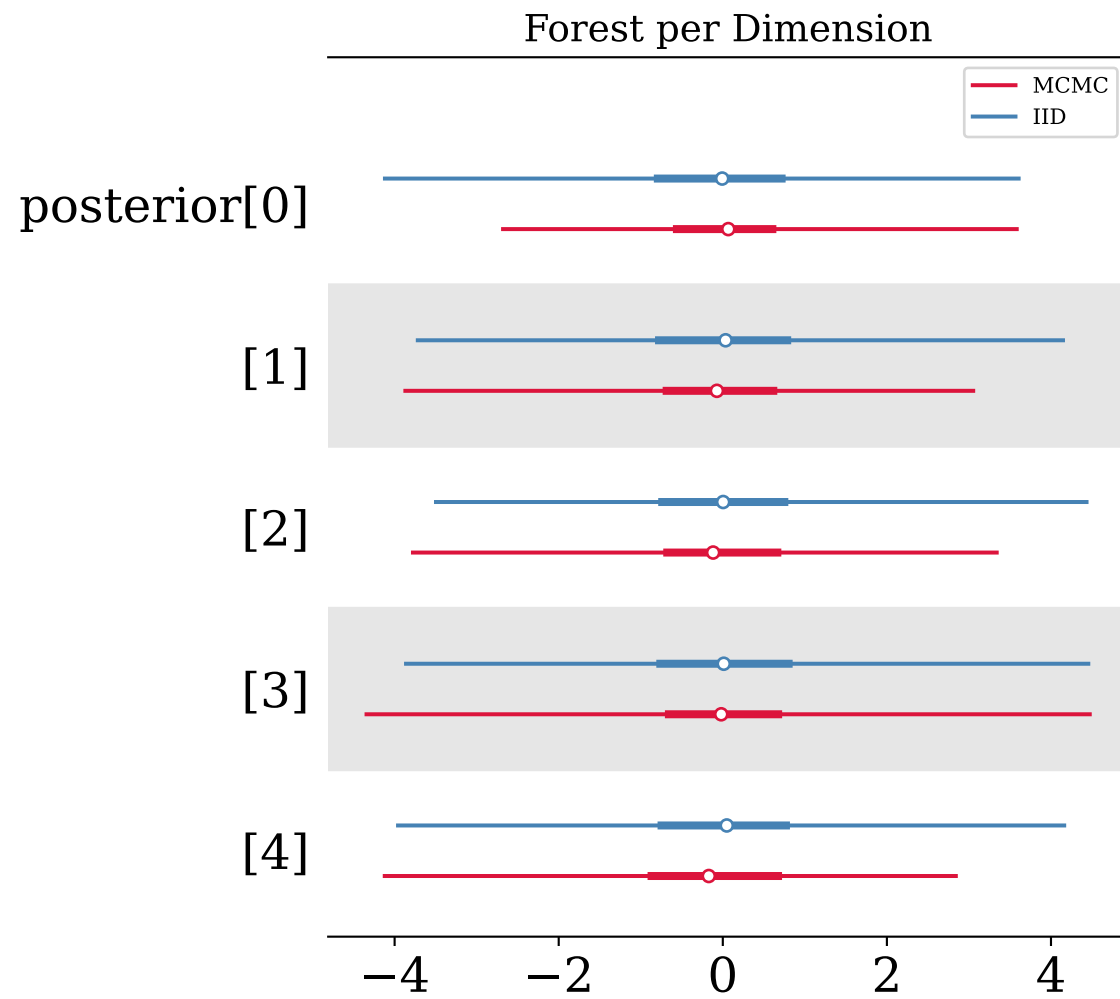 Forest per Dimension
MCMC
IID
posterior[0]
[1]
[2]
[3]
[4]
−4 −2 0 2 4